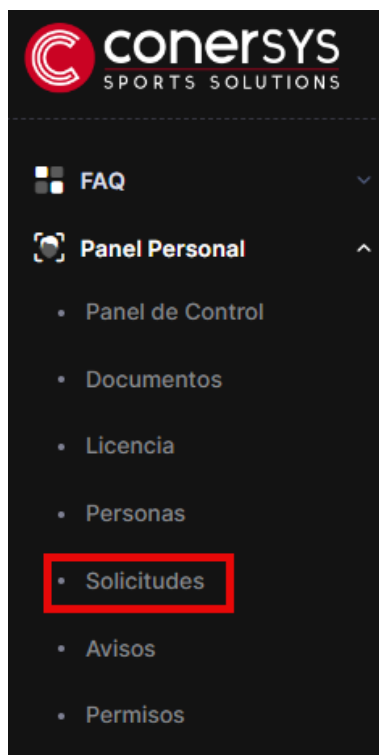 conersys
SPORTS SOLUTIONS
FAQ
Panel Personal
Panel de Control
Documentos
Licencia
Personas
Solicitudes
Avisos
Permisos